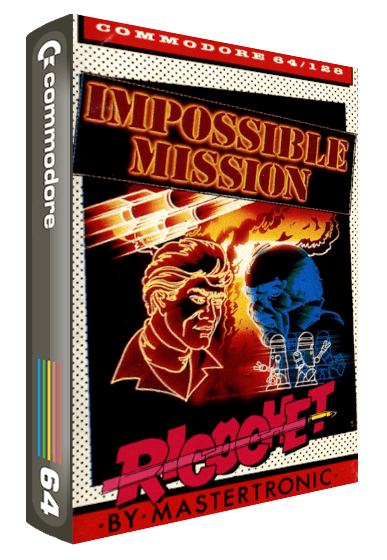 commodore
64
COMMODORE 64/128
IMPOSSIBLE
MISSION
RICOCHET
·BY·MASTERTRONIC·